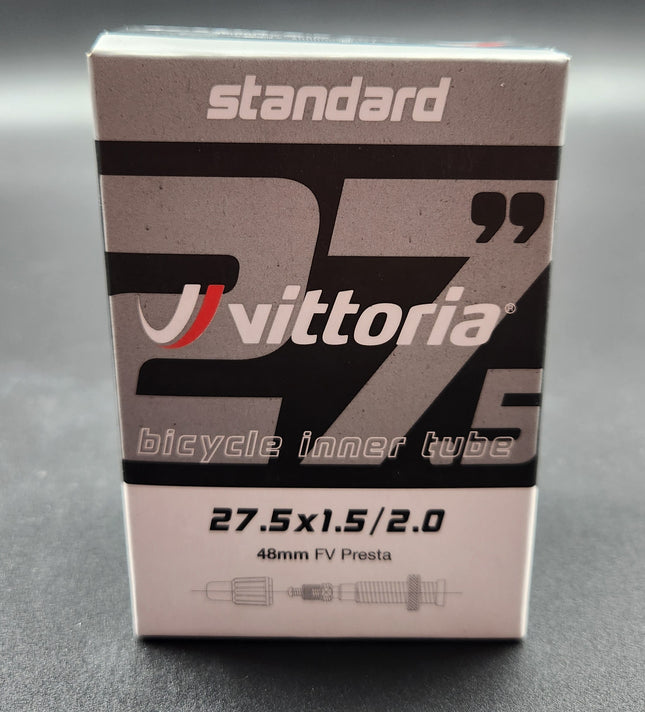 standard
27.5"
vittoria®
bicycle inner tube
27.5x1.5/2.0
48mm FV Presta